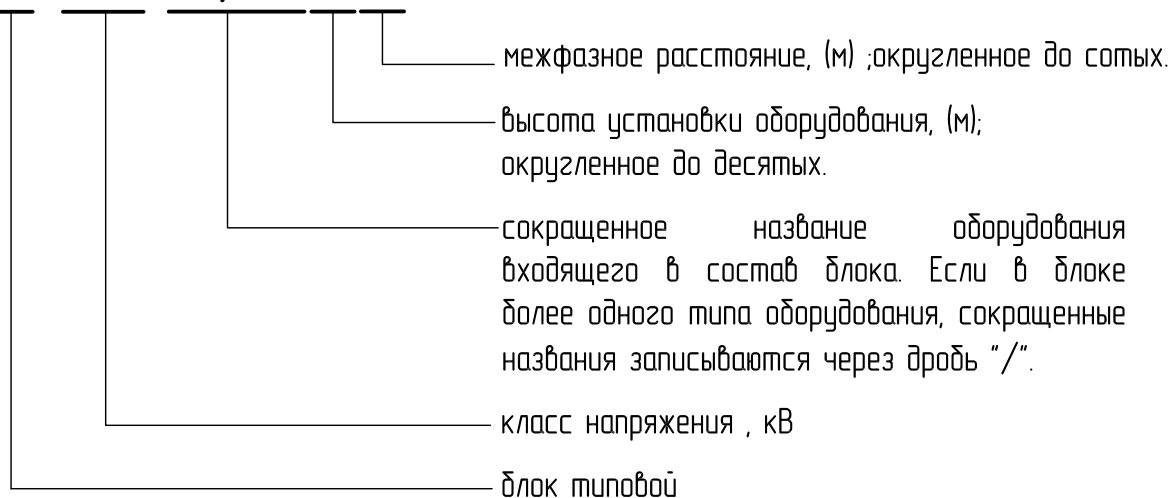 межфазное расстояние, (м) ;округленное до сотых.
высота установки оборудования, (м);
округленное до десятых.
сокращенное название оборудования
входящего в состав блока. Если в блоке
более одного типа оборудования, сокращенные
названия записываются через дробь "/".
класс напряжения , кВ
блок типовой